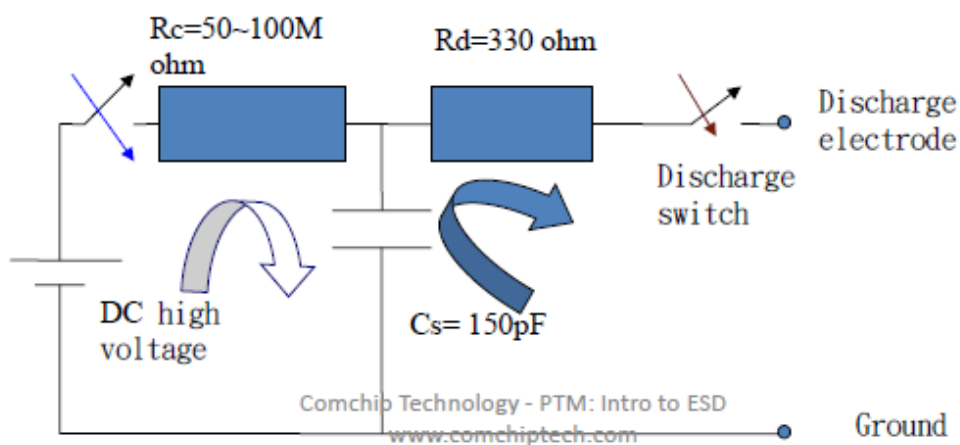 Rc=50~100M
ohm
Rd=330 ohm
Discharge
electrode
Discharge
switch
DC high
voltage
Cs= 150pF
Comchip Technology - PTM: Intro to ESD
www.comchiptech.com
Ground